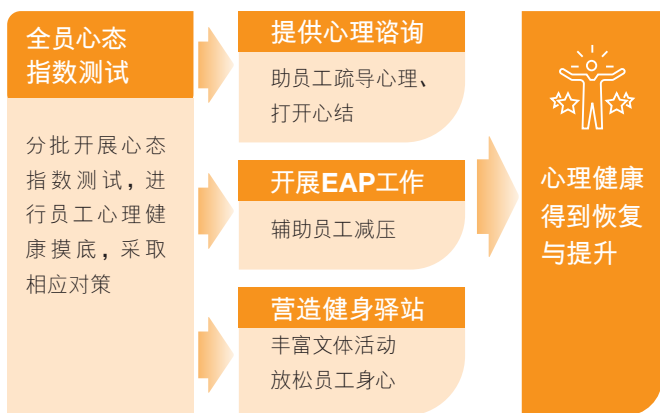 全员心态
指数测试
分批开展心态
指数测试，进
行员工心理健
康摸底，采取
相应对策
提供心理谘询
助员工疏导心理、
打开心结
开展EAP工作
辅助员工减压
营造健身驿站
丰富文体活动
放松员工身心
心理健康
得到恢复
与提升